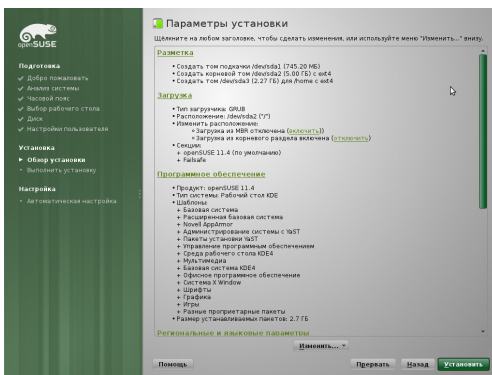 openSUSE
Подготовка
Добро пожаловать
Анализ системы
Часовой пояс
Выбор рабочего стола
Диск
Настройки пользователя
Установка
Обзор установки
Выполнить установку
Настройка
Автоматическая настройка
Параметры установки
Щёлкните на любом заголовке, чтобы сделать изменения, или используйте меню "Изменить..." внизу.
Разметка
• Создать том подкачки /dev/sda1 (745.20 МБ)
• Создать корневой том /dev/sda2 (5.00 ГБ) с ext4
• Создать том /dev/sda3 (2.27 ГБ) для /home с ext4
Загрузка
• Тип загрузчика: GRUB
• Расположение: /dev/sda2 ("/")
• Изменить расположение:
Загрузка из MBR отключена (включить))
Загрузка из корневого раздела включена (отключить)
• Секции:
+ openSUSE 11.4 (по умолчанию)
+ Failsafe
Программное обеспечение
• Продукт: openSUSE 11.4
• Тип системы: Рабочий стол KDE
• Шаблоны:
+ Базовая система
+ Расширенная базовая система
+ Novell AppArmor
+ Администрирование системы с YaST
+ Пакеты установки YaST
+ Управление программным обеспечением
+ Среда рабочего стола KDE4
+ Мультимедиа
+ Базовая система KDE4
+ Офисное программное обеспечение
+ Система X Window
+ Шрифты
+ Графика
+ Игры
+ Разные проприетарные пакеты
• Размер устанавливаемых пакетов: 2.7 ГБ
Региональные и языковые параметры
Изменить...
Помощь
Прервать
Назад
Установить